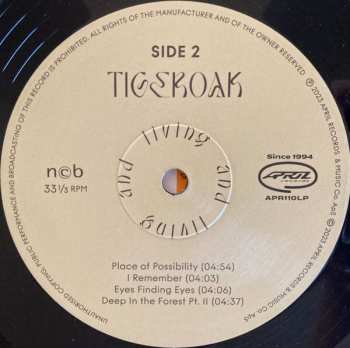 UNAUTHORISED COPYING, PUBLIC PERFORMANCE AND BROADCASTING OF THIS RECORD IS PROHIBITED. ALL RIGHTS OF THE MANUFACTURER AND OF THE OWNER RESERVED
℗ 2023 APRIL RECORDS & MUSIC Co. ApS © 2023 APRIL RECORDS & MUSIC Co. ApS
SIDE 2
TIGEROAK
living and living and
n©b
33⅓ RPM
Since 1994
APRIL
RECORDS
APR110LP
Place of Possibility (04:54)
I Remember (04:03)
Eyes Finding Eyes (04:06)
Deep In the Forest Pt. II (04:37)